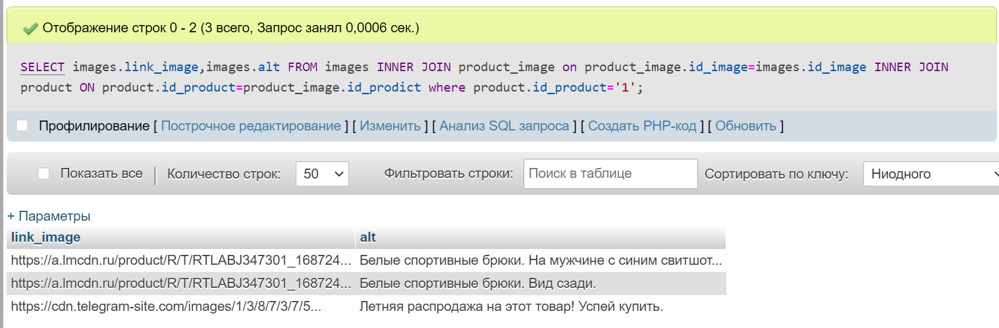 Отображение строк 0 - 2 (3 всего, Запрос занял 0,0006 сек.)
SELECT images.link_image,images.alt FROM images INNER JOIN product_image on product_image.id_image=images.id_image INNER JOIN
product ON product.id_product=product_image.id_prodict where product.id_product='1';
Профилирование [ Построчное редактирование ] [ Изменить ] [ Анализ SQL запроса ] [ Создать PHP-код ] [ Обновить ]
Показать все | Количество строк: 50 Фильтровать строки: Поиск в таблице Сортировать по ключу: Ниодного
+ Параметры
link_image alt
https://a.lmcdn.ru/product/R/T/RTLABJ347301_168724... Белые спортивные брюки. На мужчине с синим свитшот...
https://a.lmcdn.ru/product/R/T/RTLABJ347301_168724... Белые спортивные брюки. Вид сзади.
https://cdn.telegram-site.com/images/1/3/8/7/3/7/5... Летняя распродажа на этот товар! Успей купить.